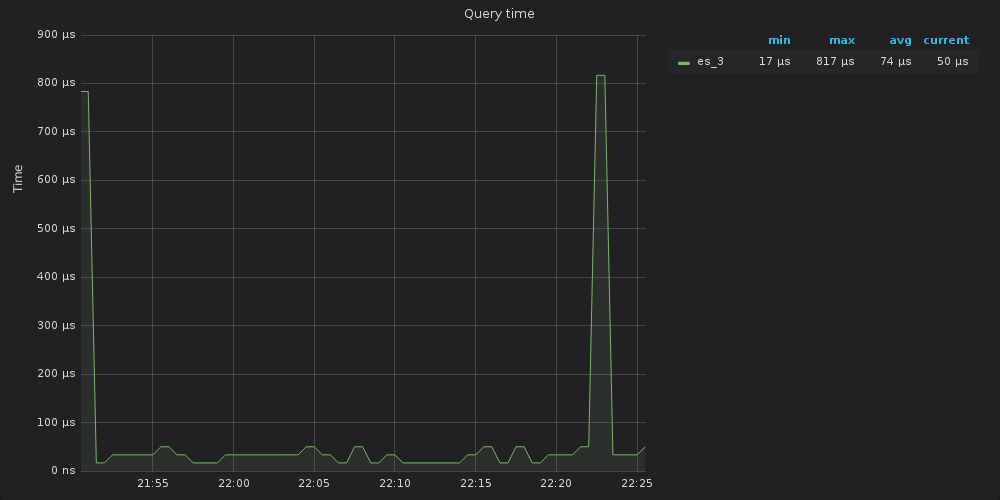 Query time
900 µs
800 µs
700 µs
600 µs
500 µs
400 µs
300 µs
200 µs
100 µs
0 ns
Time
21:55 22:00 22:05 22:10 22:15 22:20 22:25
min max avg current
es_3 17 µs 817 µs 74 µs 50 µs